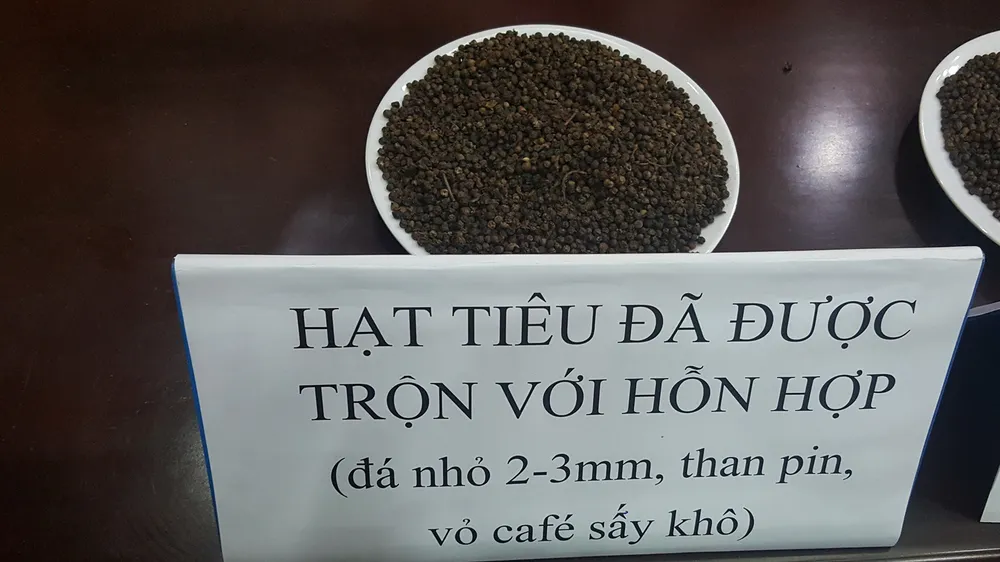 HẠT TIÊU ĐÃ ĐƯỢC
TRỘN VỚI HỖN HỢP
(đá nhỏ 2-3mm, than pin,
vỏ café sấy khô)